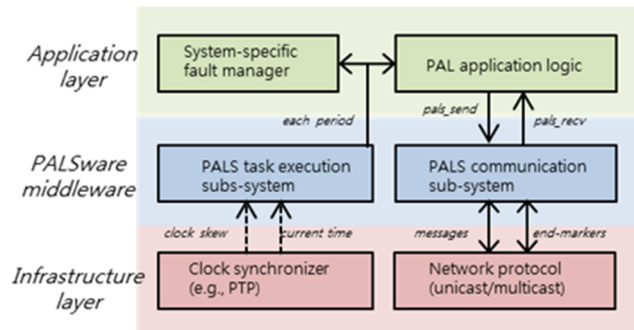 Application
layer
System-specific
fault manager
PAL application logic
each period
pals_send
pals_recv
PALSware
middleware
PALS task execution
subs-system
PALS communication
sub-system
clock skew
current time
messages
end-markers
Infrastructure
layer
Clock synchronizer
(e.g., PTP)
Network protocol
(unicast/multicast)